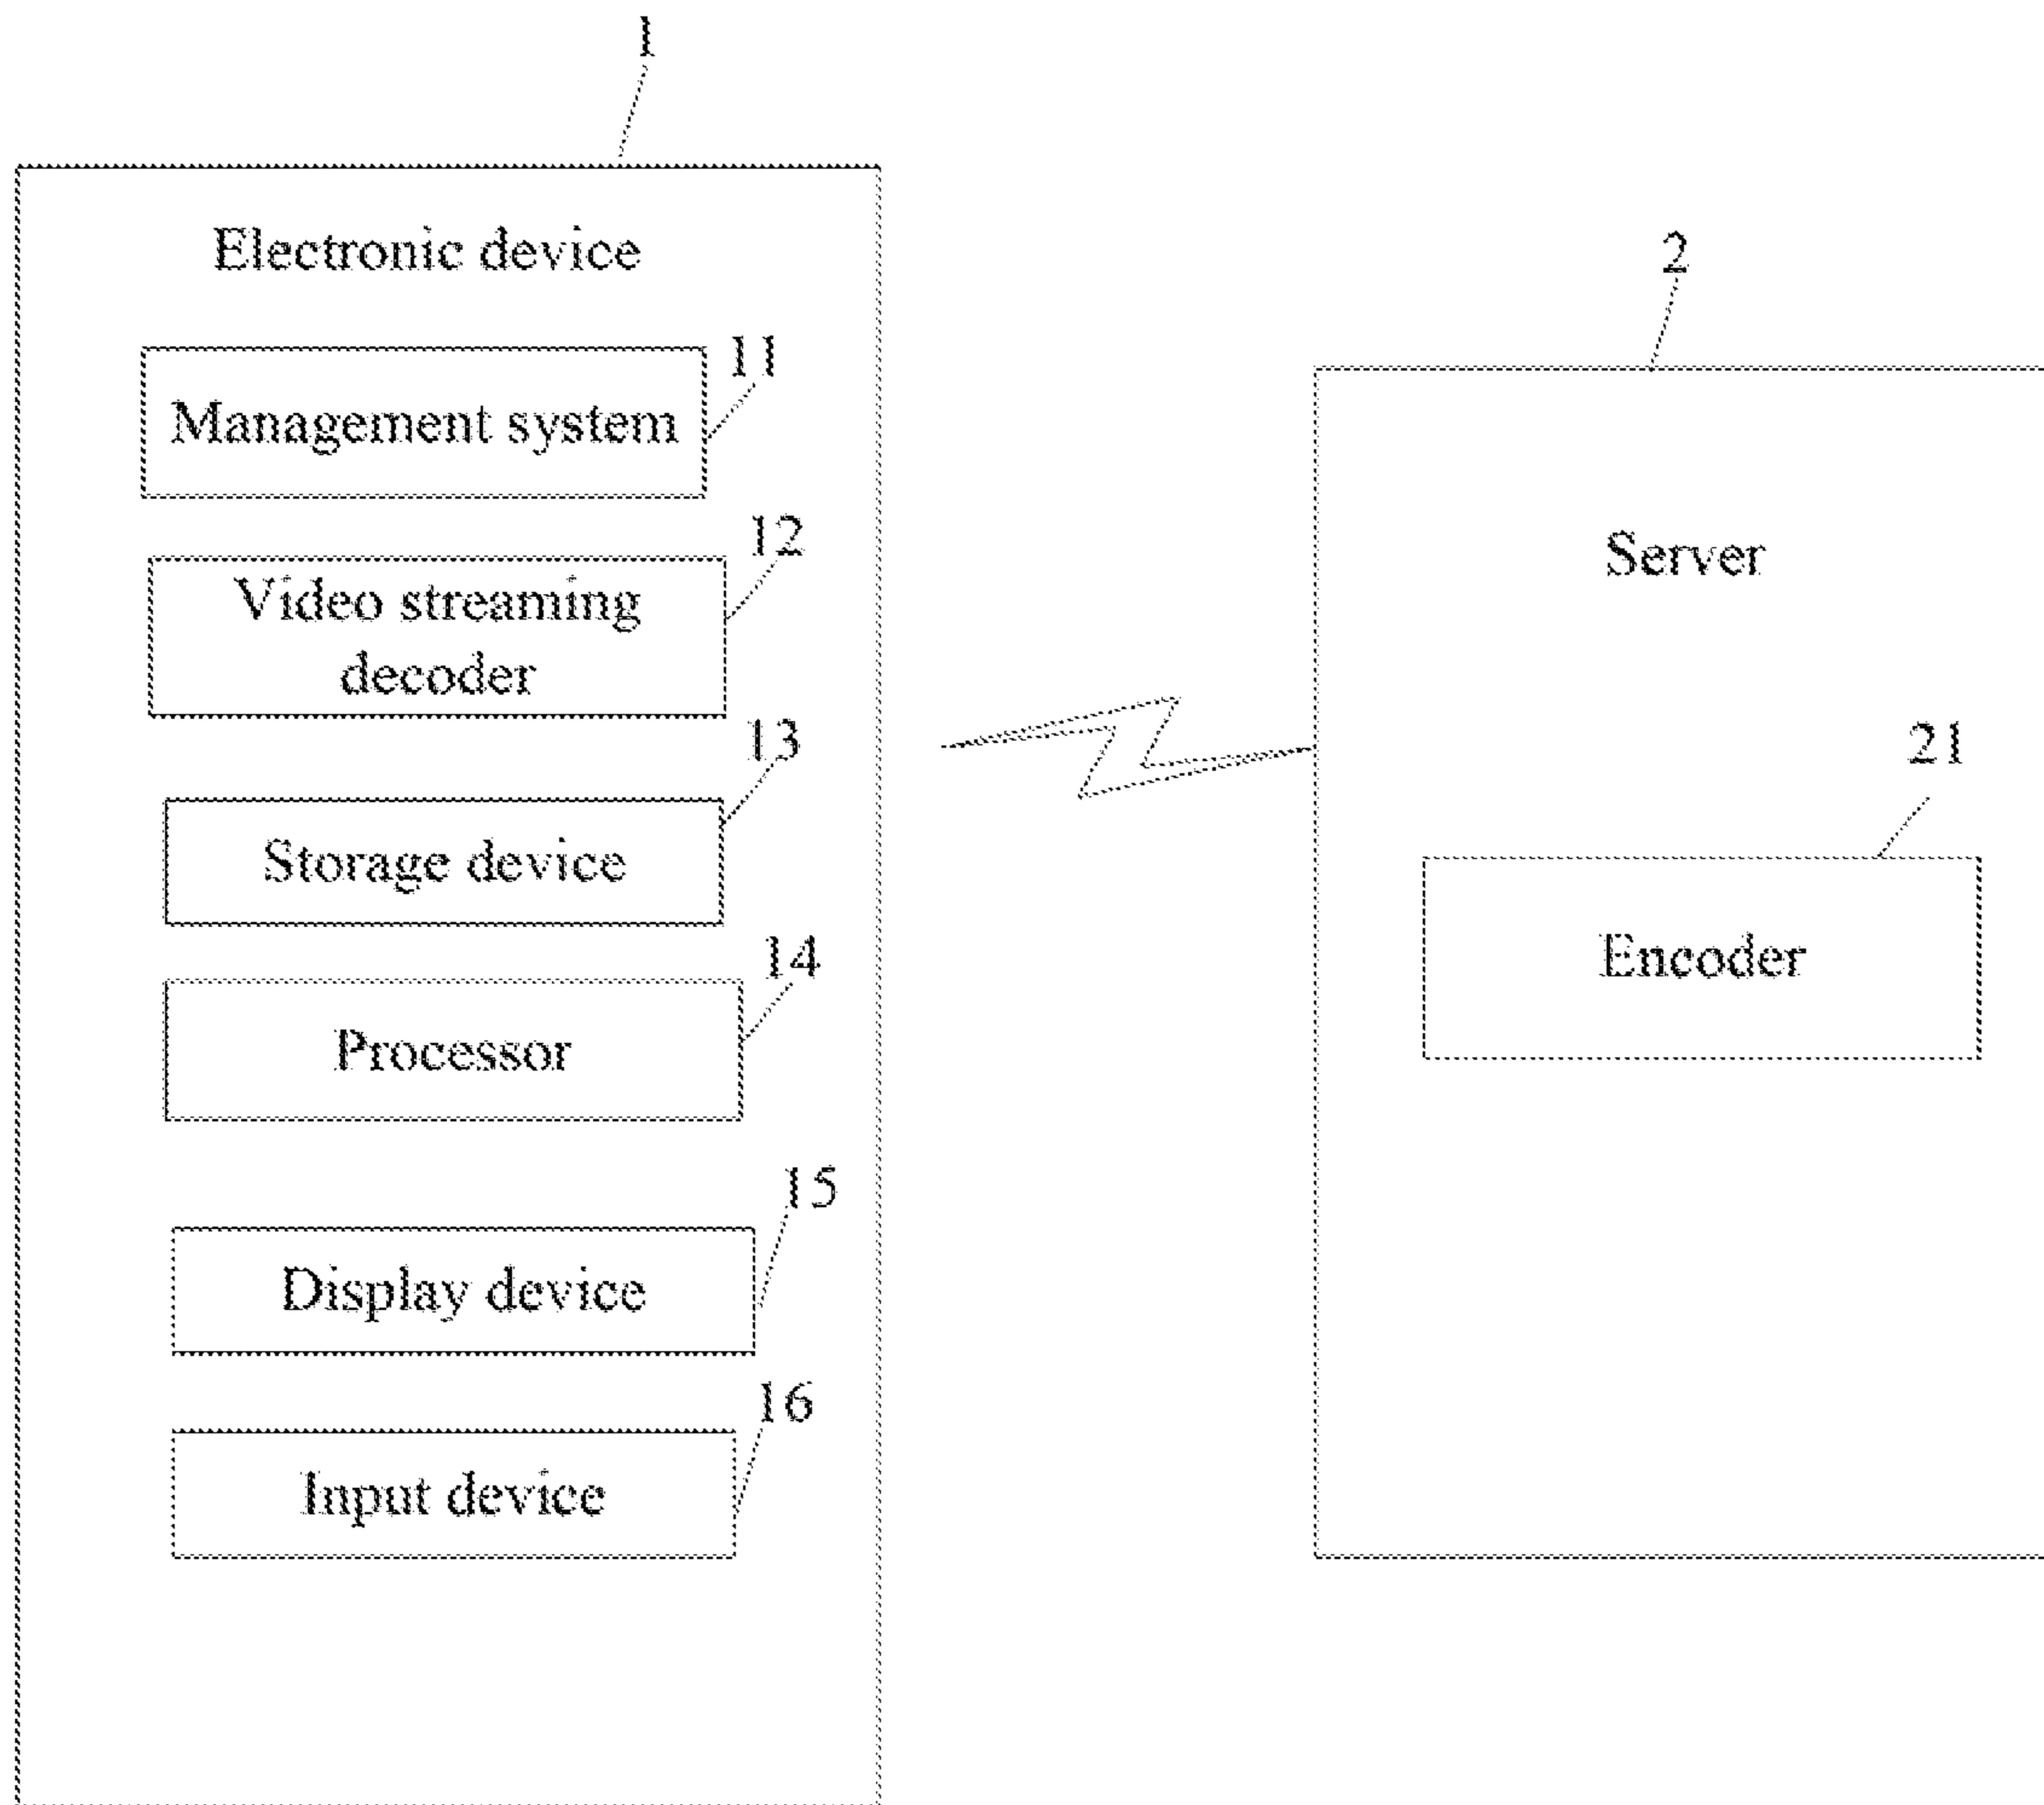 1
Electronic device
11
Management system
12
Video streaming
decoder
13
Storage device
14
Processor
15
Display device
16
Input device
2
Server
21
Encoder